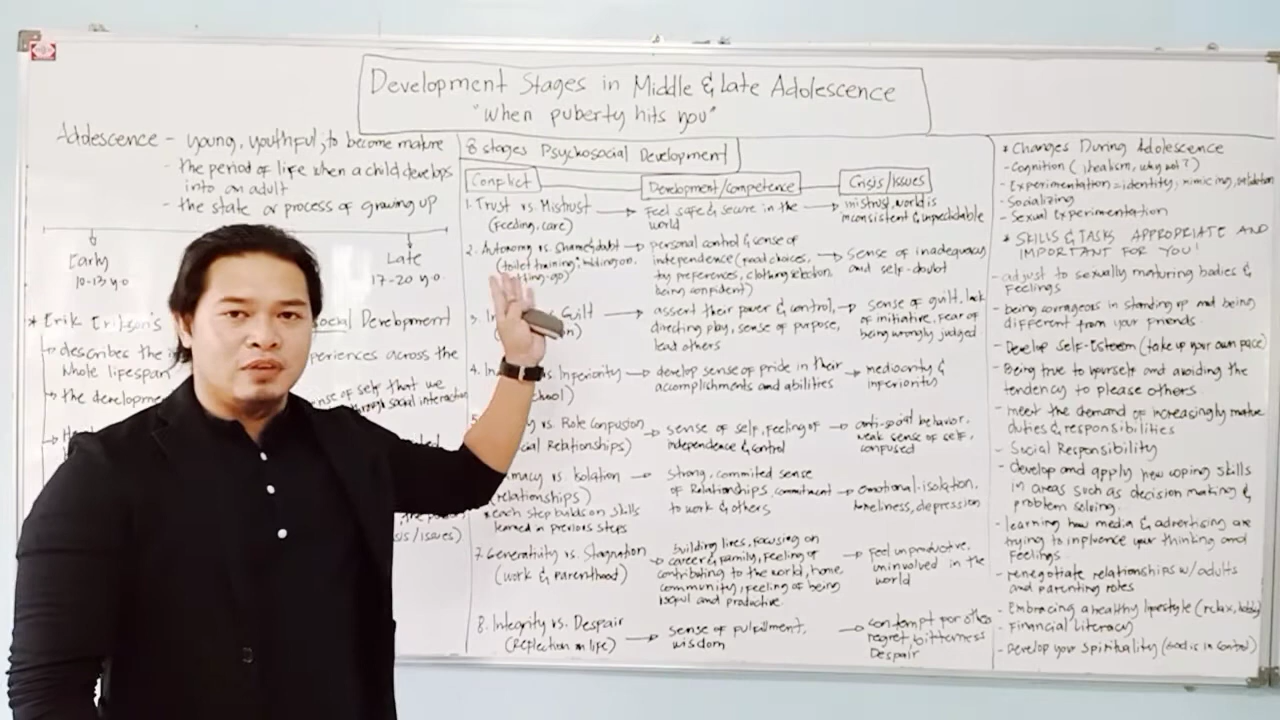 Development Stages in Middle & Late Adolescence
"When puberty hits you"
Adolescence - young, youthful, to become mature
- the period of life when a child develops
into an adult
- the state or process of growing up
Early
10-13 y.o
Late
17-20 y.o.
* Erik Erikson's
social Development
describes the
experiences across the
whole lifespan
the developme
sense of self that we
through social interaction
sis/issues)
8 stages Psychosocial Development
Conflict
Development/competence
Crisis/Issues
1. Trust vs. Mistrust
(Feeding, care)
Feel safe & secure in the
world
mistrust, world is
inconsistent & unpredictable
2. Autonomy vs. Shame & doubt
(toilet training,
personal control & sense of
independence (food choices,
toy preferences, clothing selection
being confident)
Sense of inadequacy
and self-doubt
3. In
Guilt
assert their power & control,
directing play, sense of purpose,
lead others
sense of guilt, lack
of initiative, fear of
being wrongly judged
4. In
vs Inferiority
chool)
develop sense of pride in their
accomplishments and abilities
mediocrity &
inferiority
vs. Role Confusion
Relationships)
sense of self, feeling of
independence & control
anti-social behavior,
weak sense of self,
confused
macy vs. Isolation
(relationships)
* each step builds on skills
learned in previous steps
Strong, commited sense
of Relationships, commitment
to work & others
emotional-isolation,
loneliness, depression
7. Generativity vs. Stagnation
(work & parenthood)
building lives, focusing on
career & family, feeling of
contributing to the world, home
community, feeling of being
useful and productive
feel unproductive,
uninvolved in the
world
8. Integrity vs. Despair
(Reflection on life)
sense of fulfillment,
wisdom
contempt for others
regret, bitterness
Despair
* Changes During Adolescence
- Cognition (idealism, why not?)
- Experimentation = identity, mimicing, validation
- Socializing
- Sexual Experimentation
* SKILLS & TASKS APPROPRIATE AND
IMPORTANT FOR YOU!
- adjust to sexually maturing bodies &
feelings
- being courageous in standing up and being
different from your friends.
- Develop Self-Esteem (take up your own pace)
- Being true to yourself and avoiding the
tendency to please others
- meet the demand of increasingly mature
duties & responsibilities
- Social Responsibility
- develop and apply new coping skills
in areas such as decision making &
problem solving.
- learning how media & advertising are
trying to influence your thinking and
feelings
- renegotiate relationships w/ adults
and parenting roles
- Embracing a healthy lifestyle (relax, hobby)
- Financial literacy
- Develop your Spirituality (God is in control)